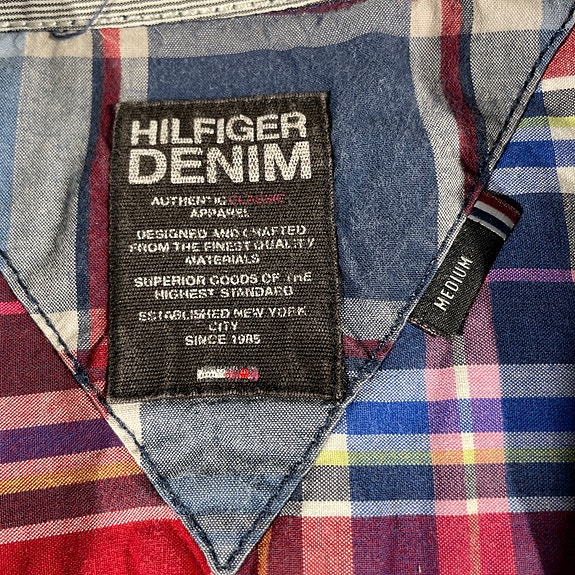 HILFIGER
DENIM
AUTHENTIC CLASSIC
APPAREL
DESIGNED AND CRAFTED
FROM THE FINEST QUALITY
MATERIALS
SUPERIOR GOODS OF THE
HIGHEST STANDARD
ESTABLISHED NEW YORK
CITY
SINCE 1985
MEDIUM